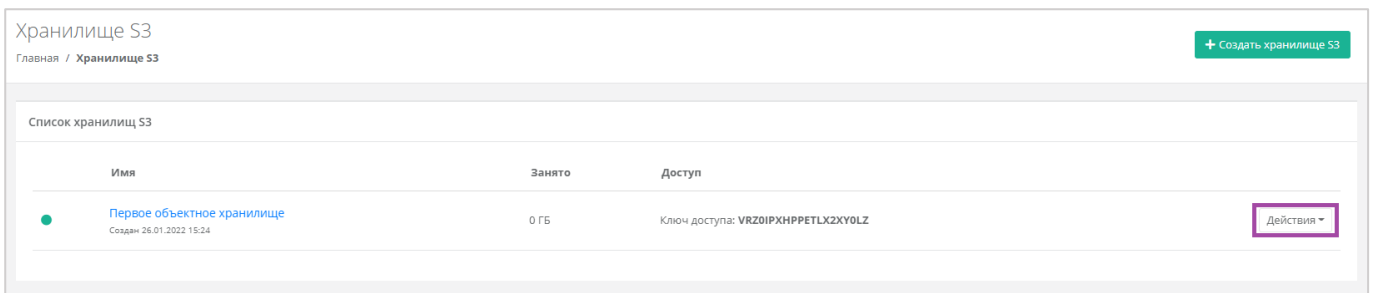 Хранилище S3
Главная / Хранилище S3
+ Создать хранилище S3
Список хранилищ S3
Имя Занято Доступ
Первое объектное хранилище 0 ГБ Ключ доступа: VRZ0IPXHPPETLX2XY0LZ Действия
Создан 26.01.2022 15:24